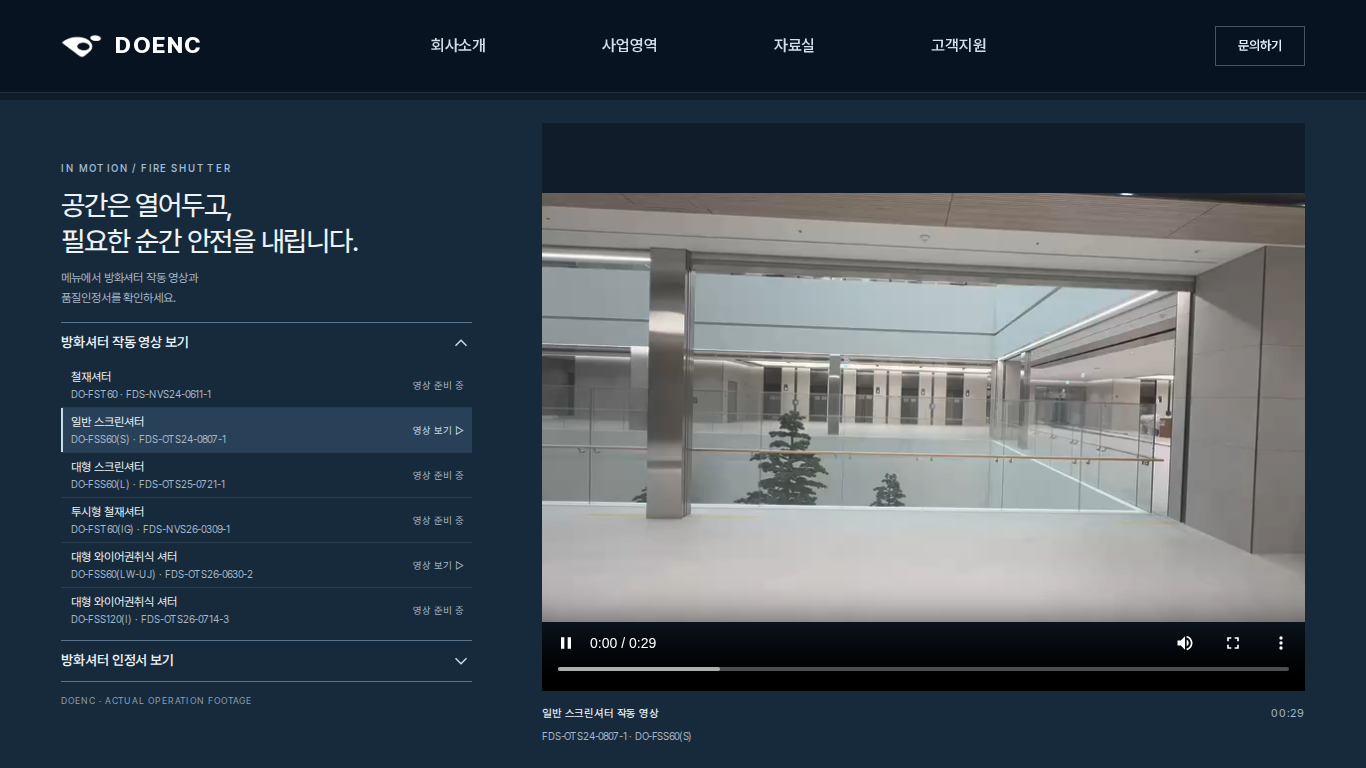 DOENC
회사소개
사업영역
자료실
고객지원
문의하기
IN MOTION / FIRE SHUTTER
공간은 열어두고,
필요한 순간 안전을 내립니다.
메뉴에서 방화셔터 작동 영상과
품질인정서를 확인하세요.
방화셔터 작동 영상 보기
철재셔터
DO-FST60 · FDS-NVS24-0611-1
영상 준비 중
일반 스크린셔터
DO-FSS60(S) · FDS-OTS24-0807-1
영상 보기 ▷
대형 스크린셔터
DO-FSS60(L) · FDS-OTS25-0721-1
영상 준비 중
투시형 철재셔터
DO-FST60(IG) · FDS-NVS26-0309-1
영상 준비 중
대형 와이어권취식 셔터
DO-FSS60(LW-UJ) · FDS-OTS26-0630-2
영상 보기 ▷
대형 와이어권취식 셔터
DO-FSS120(I) · FDS-OTS26-0714-3
영상 준비 중
방화셔터 인정서 보기
DOENC · ACTUAL OPERATION FOOTAGE
0:00 / 0:29
일반 스크린셔터 작동 영상
00:29
FDS-OTS24-0807-1 · DO-FSS60(S)